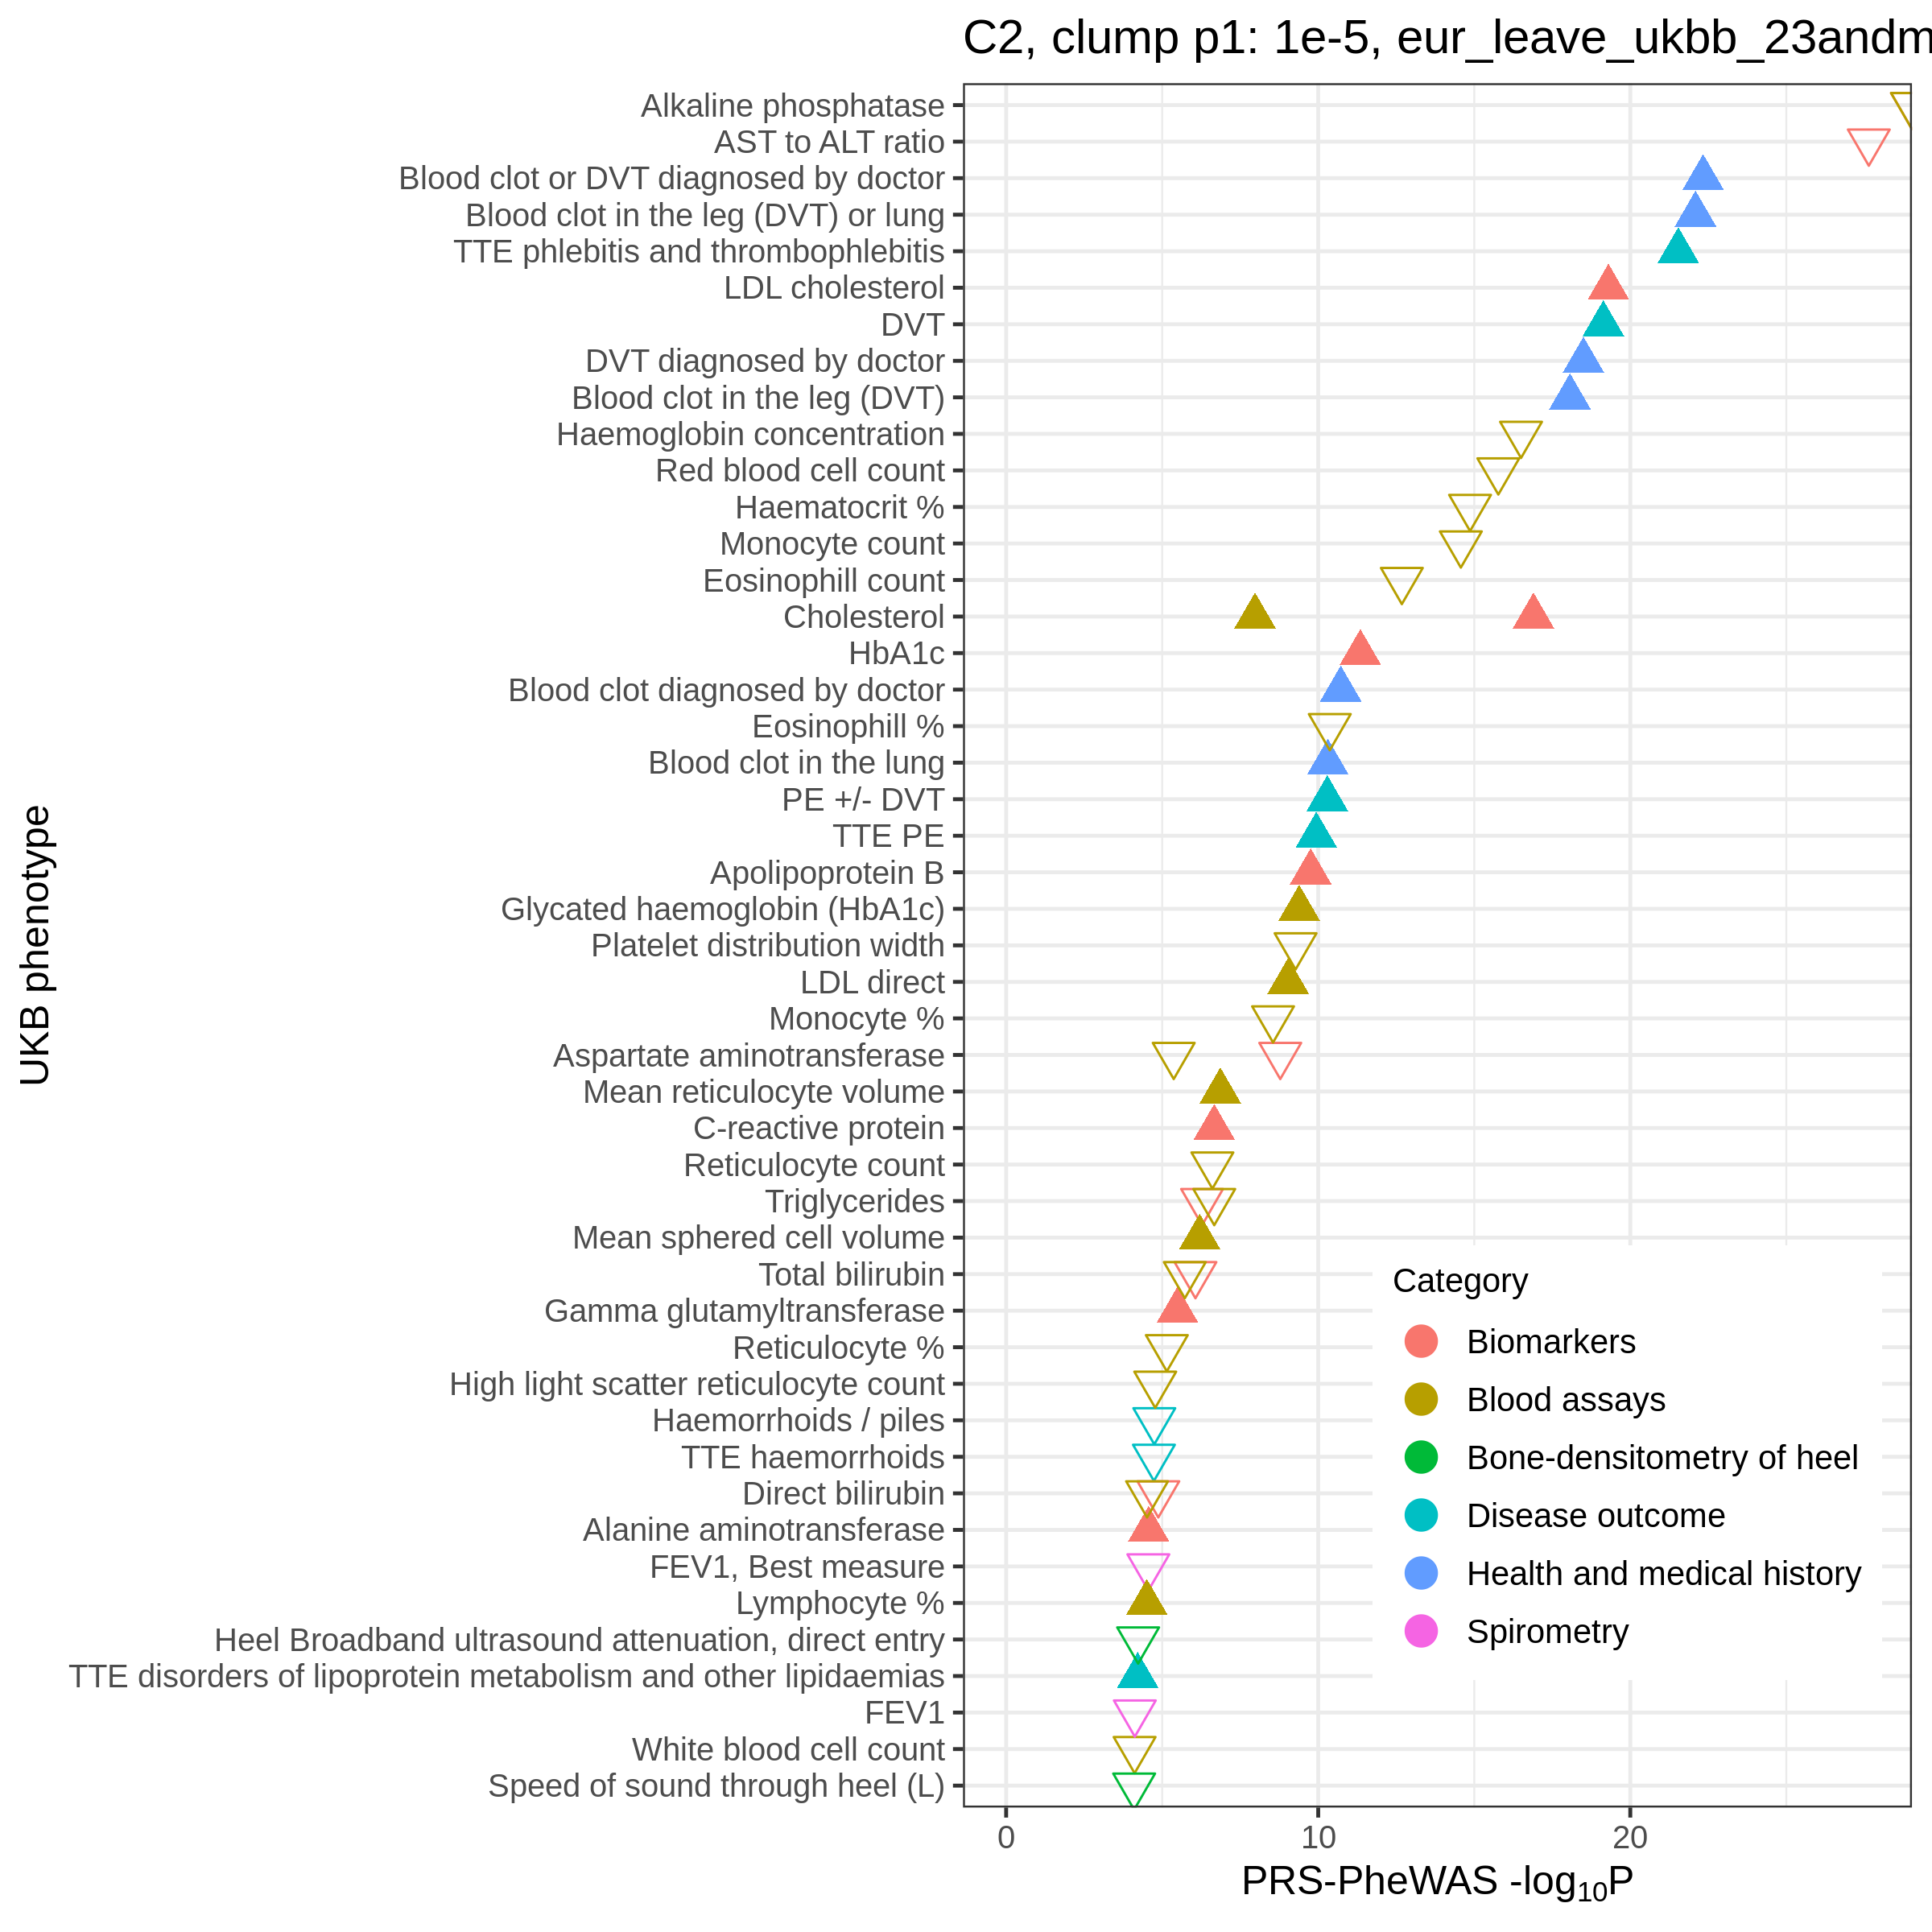 C2, clump p1: 1e-5, eur_leave_ukbb_23andm
Alkaline phosphatase
AST to ALT ratio
Blood clot or DVT diagnosed by doctor
Blood clot in the leg (DVT) or lung
TTE phlebitis and thrombophlebitis
LDL cholesterol
DVT
DVT diagnosed by doctor
Blood clot in the leg (DVT)
Haemoglobin concentration
Red blood cell count
Haematocrit %
Monocyte count
Eosinophill count
Cholesterol
HbA1c
Blood clot diagnosed by doctor
Eosinophill %
Blood clot in the lung
PE +/- DVT
TTE PE
Apolipoprotein B
Glycated haemoglobin (HbA1c)
Platelet distribution width
LDL direct
Monocyte %
Aspartate aminotransferase
Mean reticulocyte volume
C-reactive protein
Reticulocyte count
Triglycerides
Mean sphered cell volume
Total bilirubin
Gamma glutamyltransferase
Reticulocyte %
High light scatter reticulocyte count
Haemorrhoids / piles
TTE haemorrhoids
Direct bilirubin
Alanine aminotransferase
FEV1, Best measure
Lymphocyte %
Heel Broadband ultrasound attenuation, direct entry
TTE disorders of lipoprotein metabolism and other lipidaemias
FEV1
White blood cell count
Speed of sound through heel (L)
UKB phenotype
Category
Biomarkers
Blood assays
Bone-densitometry of heel
Disease outcome
Health and medical history
Spirometry
0 10 20
PRS-PheWAS -log10P